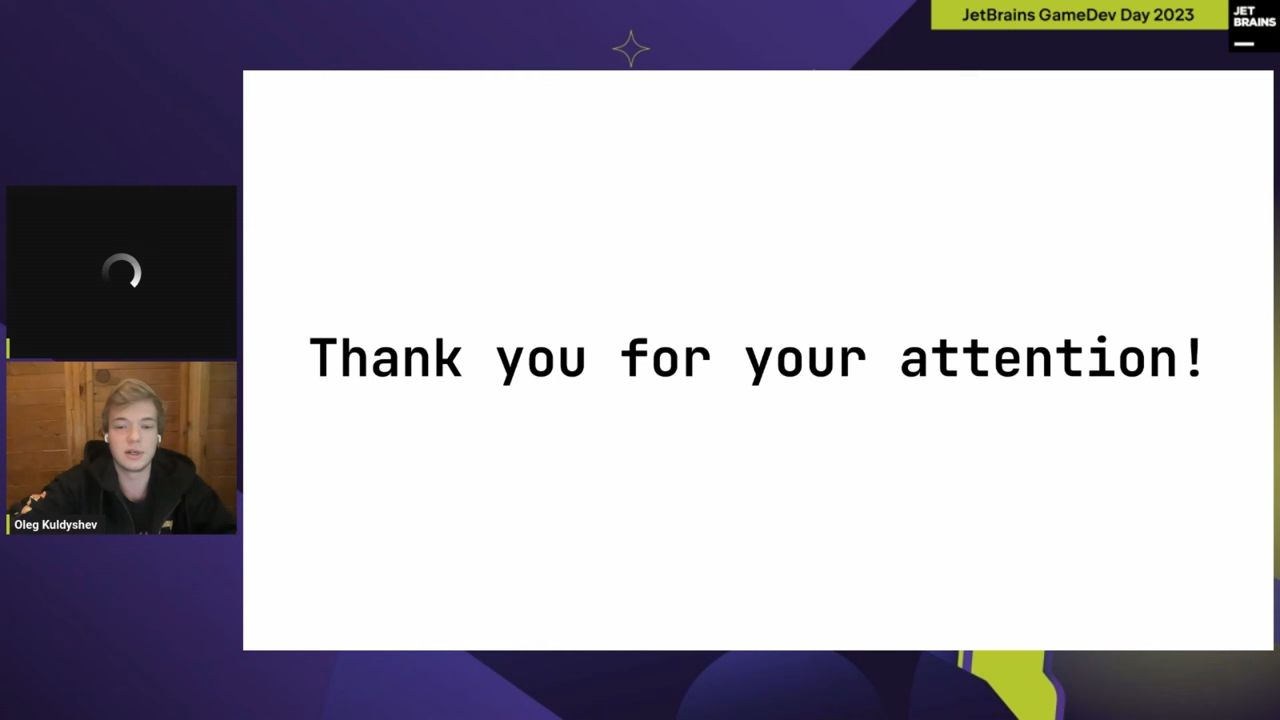 JetBrains GameDev Day 2023
JET
BRAINS
Thank you for your attention!
Oleg Kuldyshev